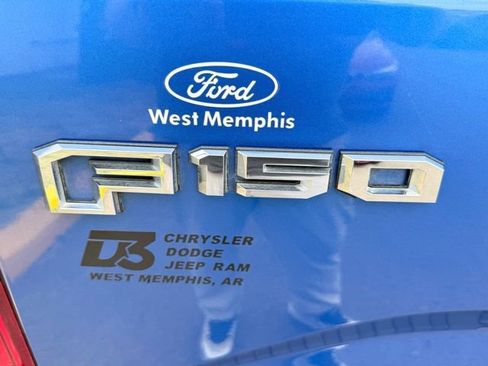 Ford
West Memphis
F150
D3
CHRYSLER
DODGE
JEEP RAM
WEST MEMPHIS, AR